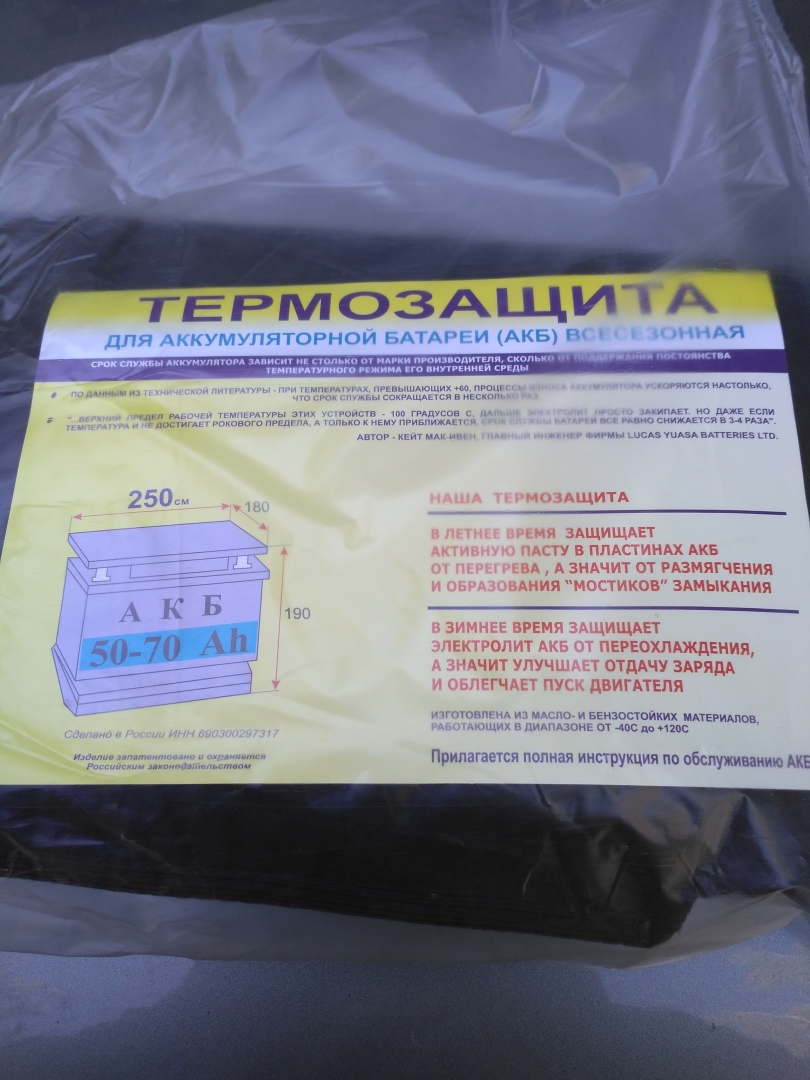 ТЕРМОЗАЩИТА
ДЛЯ АККУМУЛЯТОРНОЙ БАТАРЕИ (АКБ) ВСЕСЕЗОННАЯ
СРОК СЛУЖБЫ АККУМУЛЯТОРА ЗАВИСИТ НЕ СТОЛЬКО ОТ МАРКИ ПРОИЗВОДИТЕЛЯ, СКОЛЬКО ОТ ПОДДЕРЖАНИЯ ПОСТОЯНСТВА
ТЕМПЕРАТУРНОГО РЕЖИМА ЕГО ВНУТРЕННЕЙ СРЕДЫ
ПО ДАННЫМ ИЗ ТЕХНИЧЕСКОЙ ЛИТЕРАТУРЫ - ПРИ ТЕМПЕРАТУРАХ, ПРЕВЫШАЮЩИХ +60, ПРОЦЕССЫ ИЗНОСА АККУМУЛЯТОРА УСКОРЯЮТСЯ НАСТОЛЬКО,
ЧТО СРОК СЛУЖБЫ СОКРАЩАЕТСЯ В НЕСКОЛЬКО РАЗ
"...ВЕРХНИЙ ПРЕДЕЛ РАБОЧЕЙ ТЕМПЕРАТУРЫ ЭТИХ УСТРОЙСТВ - 100 ГРАДУСОВ С, ДАЛЬШЕ ЭЛЕКТРОЛИТ ПРОСТО ЗАКИПАЕТ. НО ДАЖЕ ЕСЛИ
ТЕМПЕРАТУРА И НЕ ДОСТИГАЕТ РОКОВОГО ПРЕДЕЛА, А ТОЛЬКО К НЕМУ ПРИБЛИЖАЕТСЯ, СРОК СЛУЖБЫ БАТАРЕЙ ВСЕ РАВНО СНИЖАЕТСЯ В 3-4 РАЗА".
АВТОР - КЕЙТ МАК-ИВЕН, ГЛАВНЫЙ ИНЖЕНЕР ФИРМЫ LUCAS YUASA BATTERIES LTD.
250 см
180
190
А К Б
50-70 Ah
Сделано в России ИНН 690300297317
Изделие запатентовано и охраняется
Российским законодательством
НАША ТЕРМОЗАЩИТА
В ЛЕТНЕЕ ВРЕМЯ ЗАЩИЩАЕТ
АКТИВНУЮ ПАСТУ В ПЛАСТИНАХ АКБ
ОТ ПЕРЕГРЕВА , А ЗНАЧИТ ОТ РАЗМЯГЧЕНИЯ
И ОБРАЗОВАНИЯ "МОСТИКОВ" ЗАМЫКАНИЯ
В ЗИМНЕЕ ВРЕМЯ ЗАЩИЩАЕТ
ЭЛЕКТРОЛИТ АКБ ОТ ПЕРЕОХЛАЖДЕНИЯ,
А ЗНАЧИТ УЛУЧШАЕТ ОТДАЧУ ЗАРЯДА
И ОБЛЕГЧАЕТ ПУСК ДВИГАТЕЛЯ
ИЗГОТОВЛЕНА ИЗ МАСЛО- И БЕНЗОСТОЙКИХ МАТЕРИАЛОВ,
РАБОТАЮЩИХ В ДИАПАЗОНЕ ОТ -40С до +120С
Прилагается полная инструкция по обслуживанию АКБ